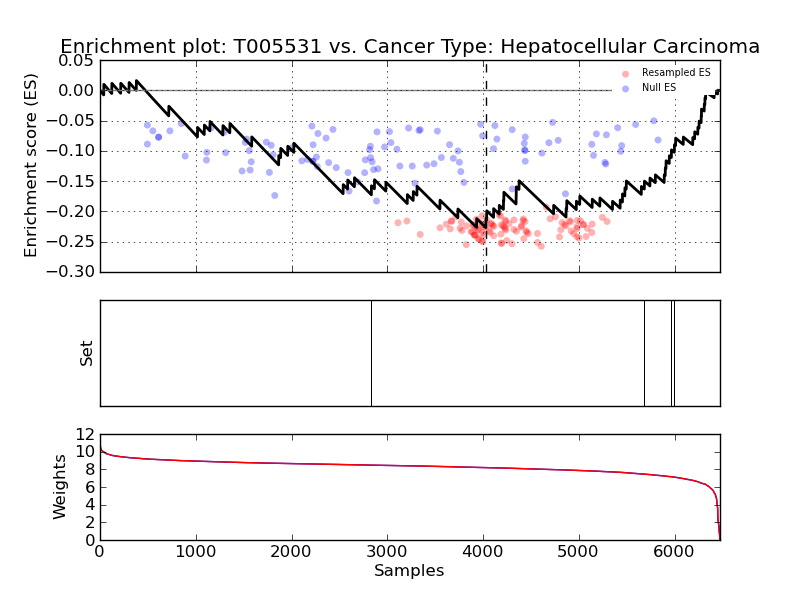 Enrichment plot: T005531 vs. Cancer Type: Hepatocellular Carcinoma
Enrichment score (ES)
0.05
0.00
−0.05
−0.10
−0.15
−0.20
−0.25
−0.30
Resampled ES
Null ES
Set
Weights
12
10
8
6
4
2
0
0 1000 2000 3000 4000 5000 6000
Samples